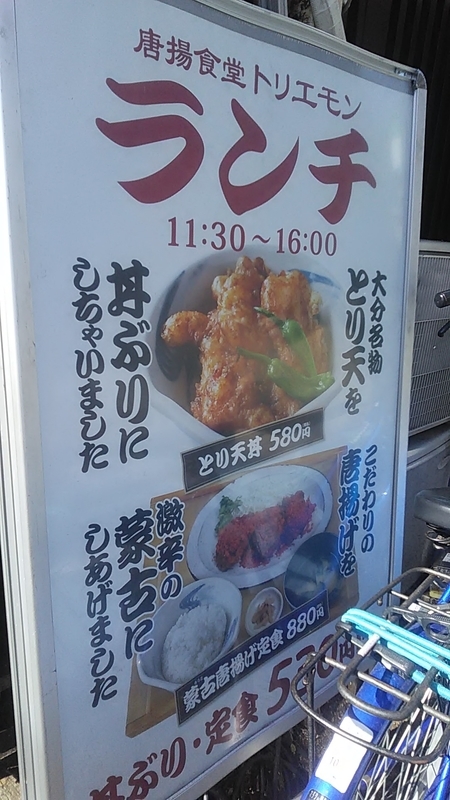 唐揚食堂トリエモン
ランチ
11:30～16:00
大分名物
とり天を
丼ぶりに
しちゃいました
とり天丼 580円
こだわりの
唐揚げを
激辛の
蒙古に
しあげました
蒙古唐揚げ定食 880円
丼ぶり・定食